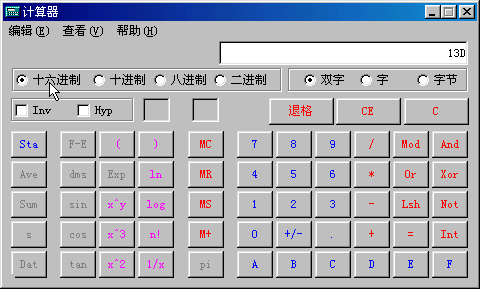 计算器
编辑(E) 查看(V) 帮助(H)
13D
十六进制 十进制 八进制 二进制 双字 字 字节
Inv Hyp 退格 CE C
Sta F-E ( ) MC 7 8 9 / Mod And
Ave dms Exp ln MR 4 5 6 * Or Xor
Sum sin x^y log MS 1 2 3 - Lsh Not
s cos x^3 n! M+ 0 +/- . + = Int
Dat tan x^2 1/x pi A B C D E F